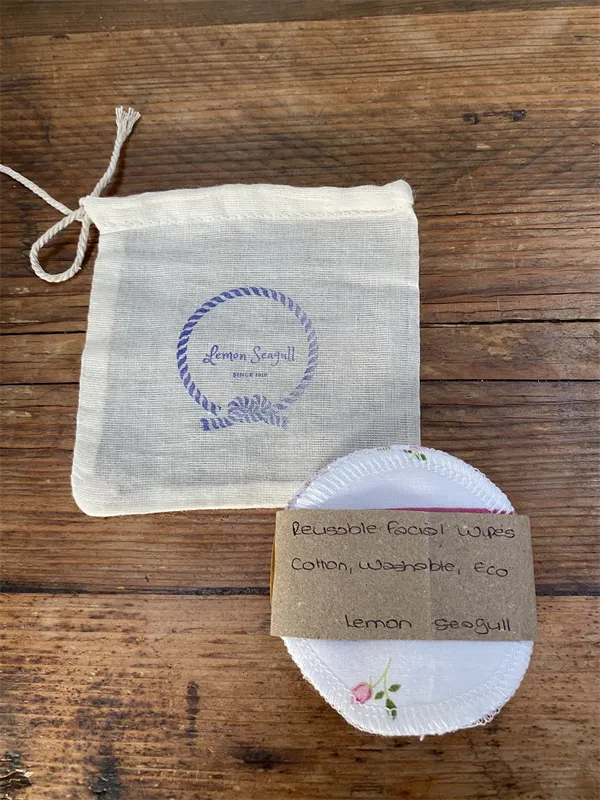 Lemon Seagull
Reusable Facial Wipes
Cotton, Washable, Eco
Lemon Seagull